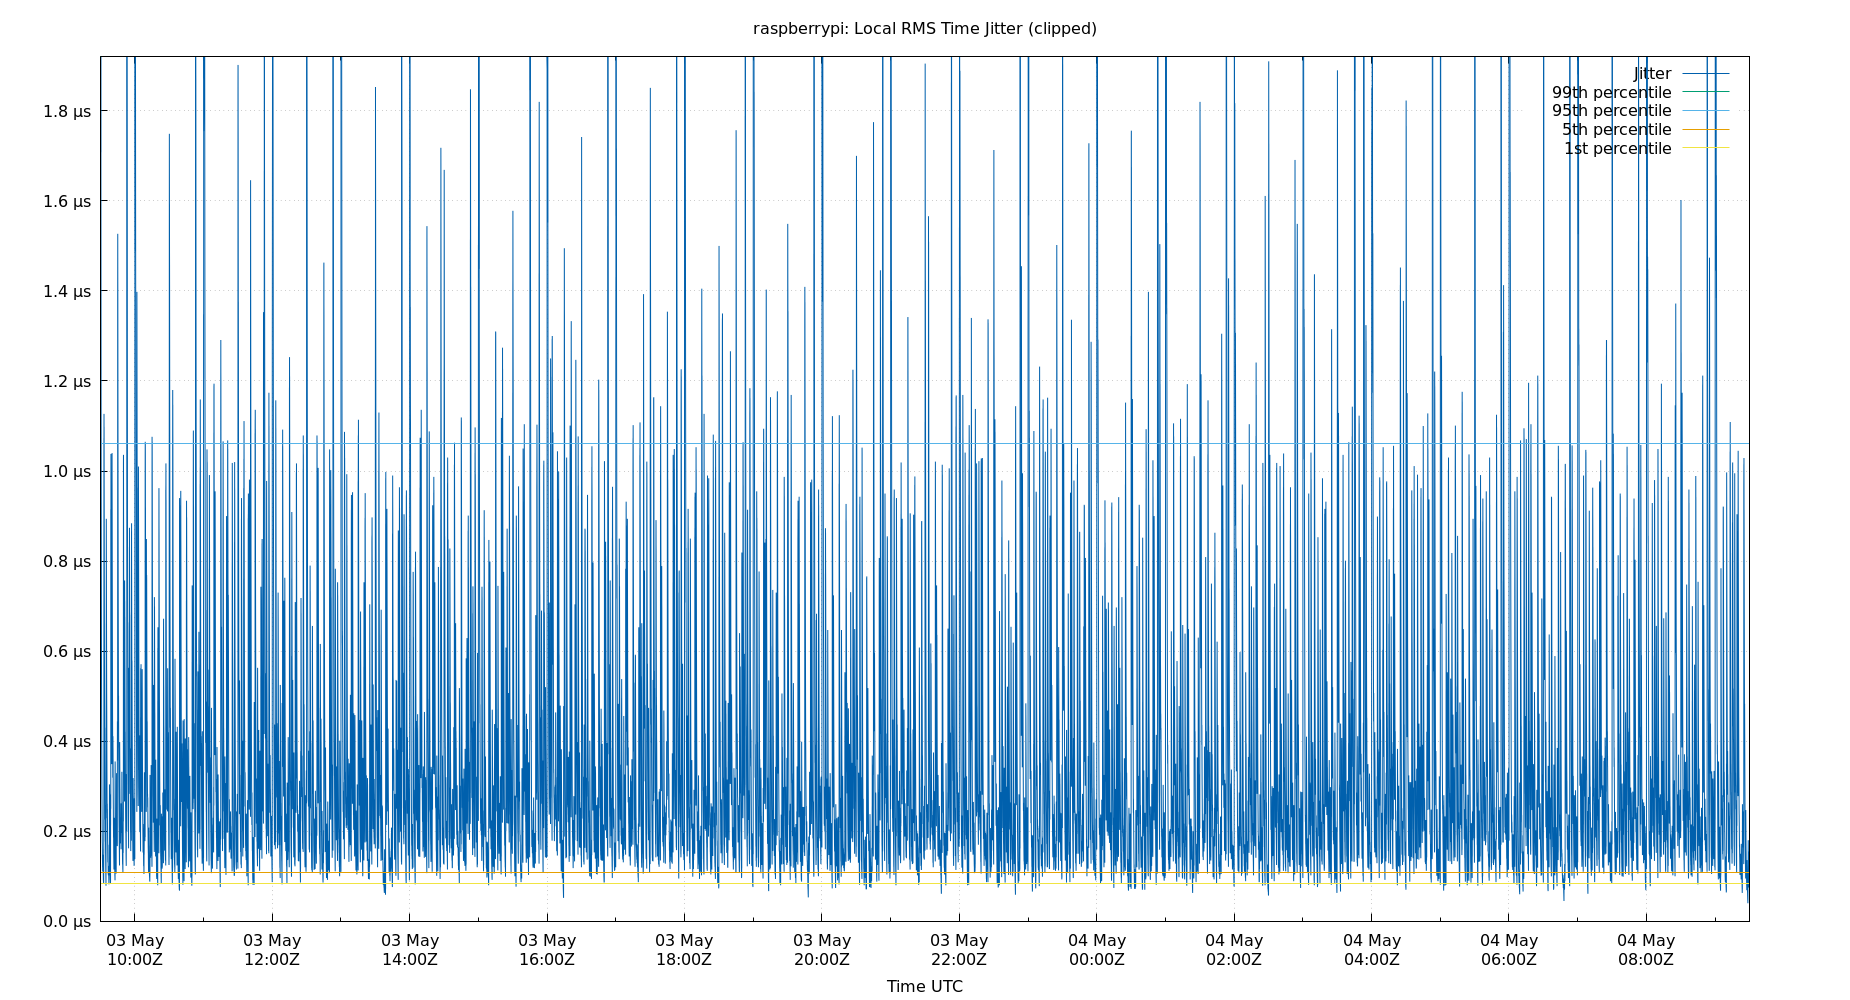 raspberrypi: Local RMS Time Jitter (clipped)
Jitter
99th percentile
95th percentile
5th percentile
1st percentile
1.8 µs
1.6 µs
1.4 µs
1.2 µs
1.0 µs
0.8 µs
0.6 µs
0.4 µs
0.2 µs
0.0 µs
03 May 03 May 03 May 03 May 03 May 03 May 03 May 04 May 04 May 04 May 04 May 04 May
10:00Z 12:00Z 14:00Z 16:00Z 18:00Z 20:00Z 22:00Z 00:00Z 02:00Z 04:00Z 06:00Z 08:00Z
Time UTC